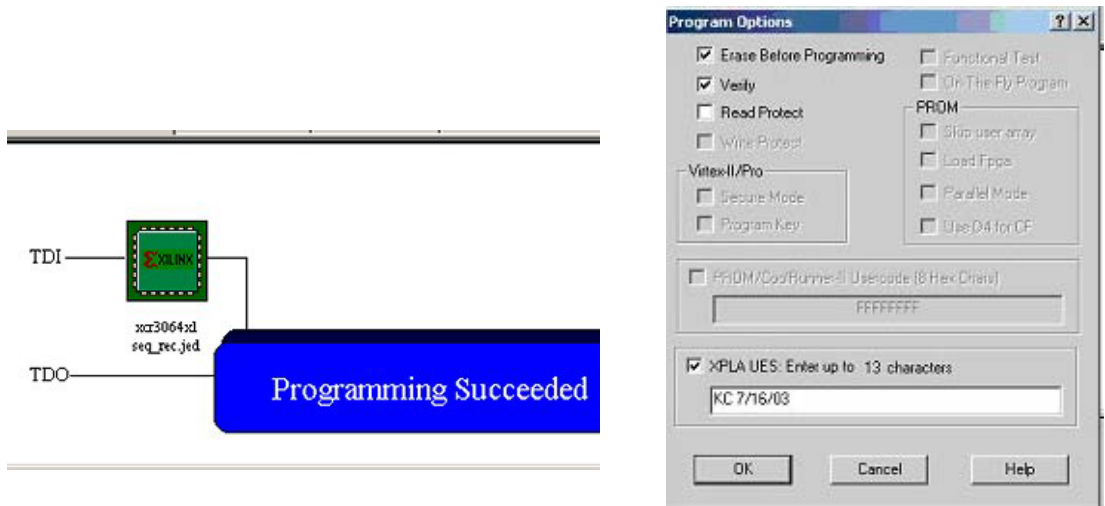 TDI
XILINX
xcr3064xl
seq_rec.jed
TDO
Programming Succeeded
Program Options
Erase Before Programming
Verify
Read Protect
Write Protect
Virtex-II/Pro
Secure Mode
Program Key
Functional Test
On The Fly Program
PROM
Skip user array
Load Fpga
Parallel Mode
Use D4 for CF
PROM/CoolRunner-II Usercode (8 Hex Chars)
FFFFFFFF
XPLA UES: Enter up to 13 characters
KC 7/16/03
OK Cancel Help